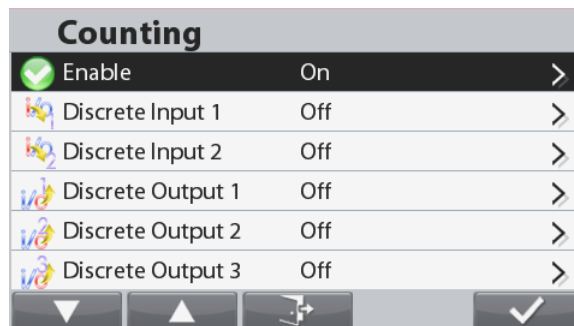 Counting
Enable On
Discrete Input 1 Off
Discrete Input 2 Off
Discrete Output 1 Off
Discrete Output 2 Off
Discrete Output 3 Off